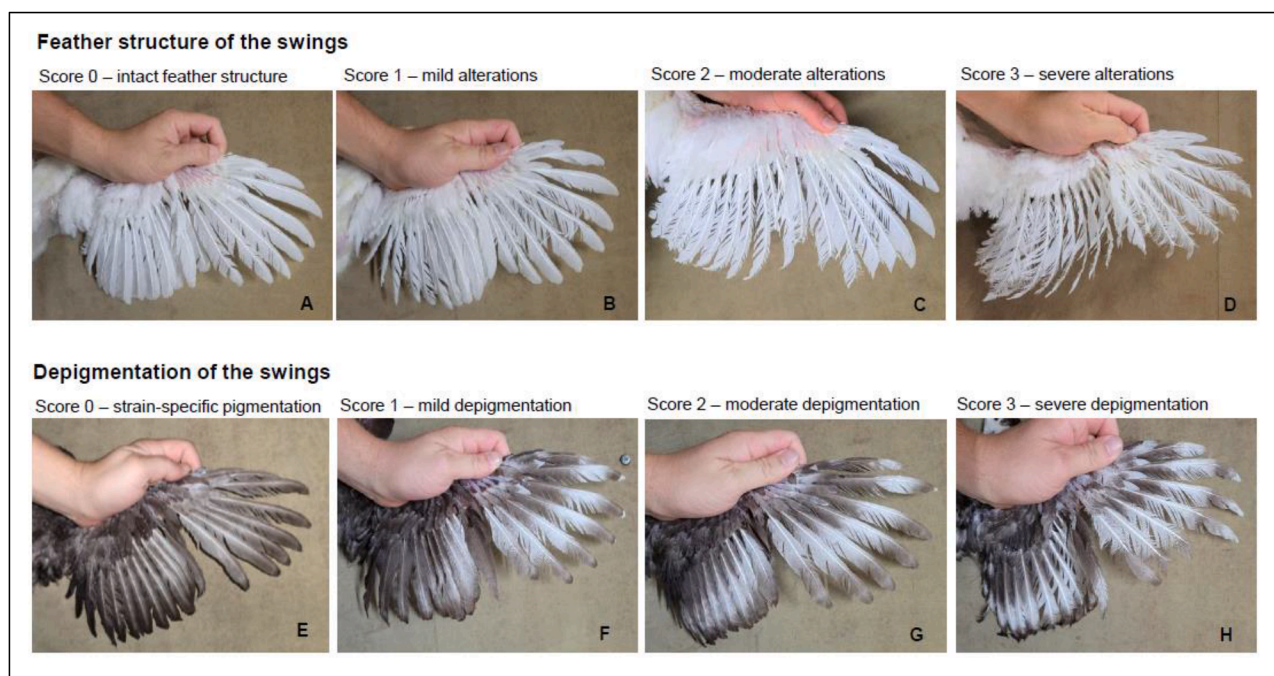 Feather structure of the swings
Score 0 – intact feather structure
Score 1 – mild alterations
Score 2 – moderate alterations
Score 3 – severe alterations
A
B
C
D
Depigmentation of the swings
Score 0 – strain-specific pigmentation
Score 1 – mild depigmentation
Score 2 – moderate depigmentation
Score 3 – severe depigmentation
E
F
G
H